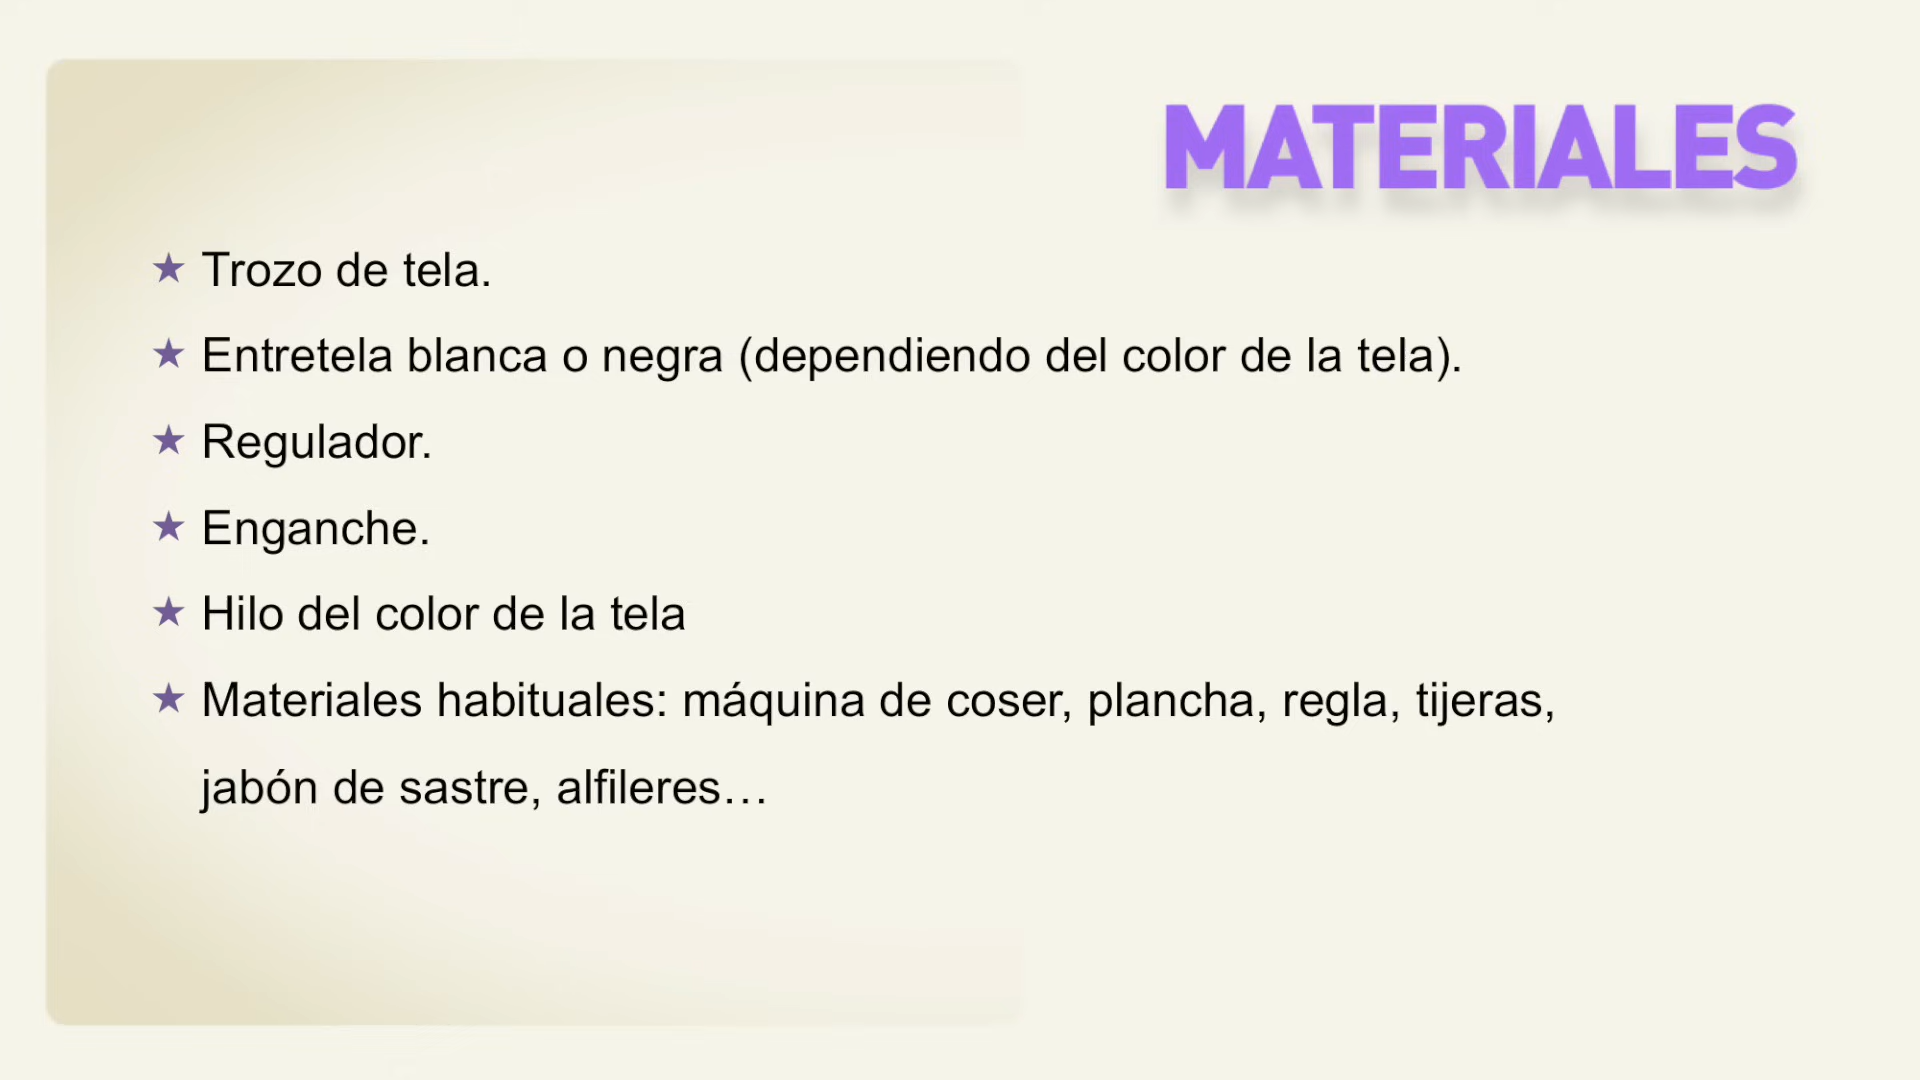 MATERIALES
Trozo de tela.
Entretela blanca o negra (dependiendo del color de la tela).
Regulador.
Enganche.
Hilo del color de la tela
Materiales habituales: máquina de coser, plancha, regla, tijeras,
jabón de sastre, alfileres…